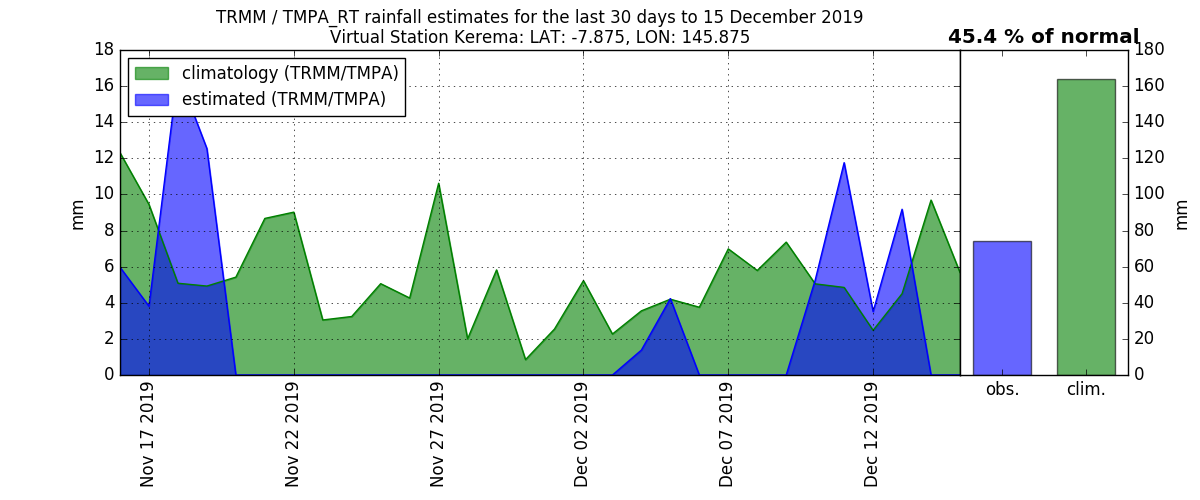 TRMM / TMPA_RT rainfall estimates for the last 30 days to 15 December 2019
Virtual Station Kerema: LAT: -7.875, LON: 145.875
45.4 % of normal
climatology (TRMM/TMPA)
estimated (TRMM/TMPA)
mm
18
16
14
12
10
8
6
4
2
0
Nov 17 2019
Nov 22 2019
Nov 27 2019
Dec 02 2019
Dec 07 2019
Dec 12 2019
obs.
clim.
180
160
140
120
100
80
60
40
20
0
mm